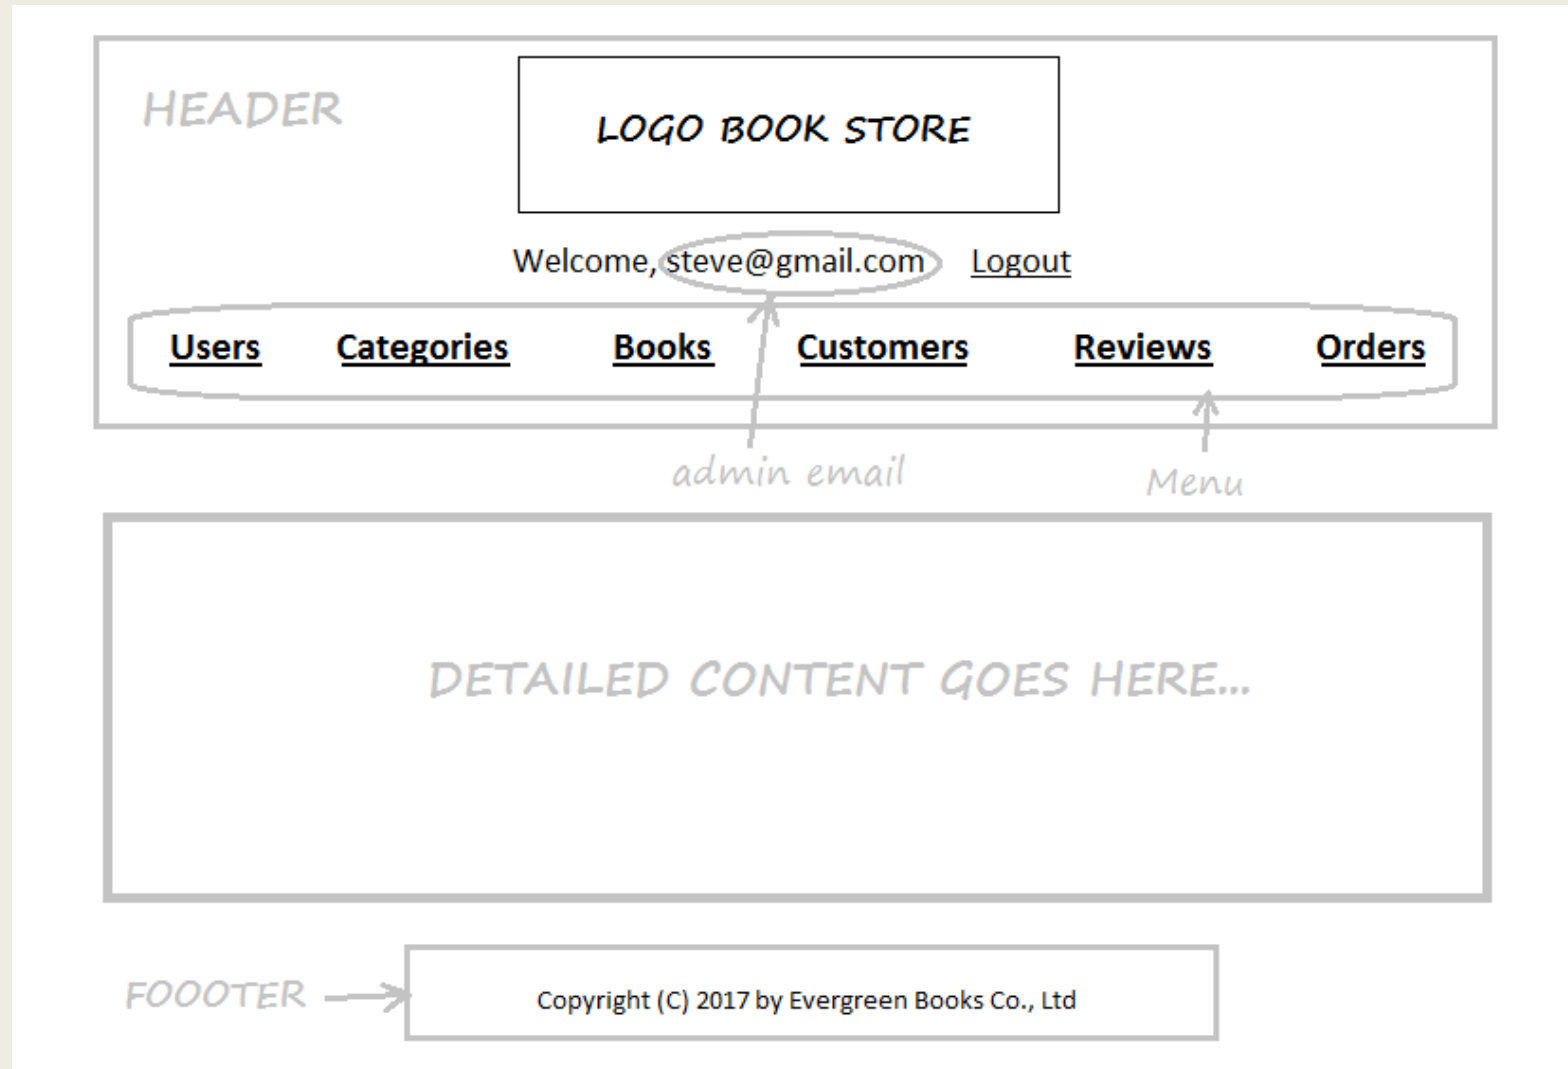 HEADER
LOGO BOOK STORE
Welcome, steve@gmail.com Logout
Users Categories Books Customers Reviews Orders
admin email
Menu
DETAILED CONTENT GOES HERE...
FOOOTER
Copyright (C) 2017 by Evergreen Books Co., Ltd